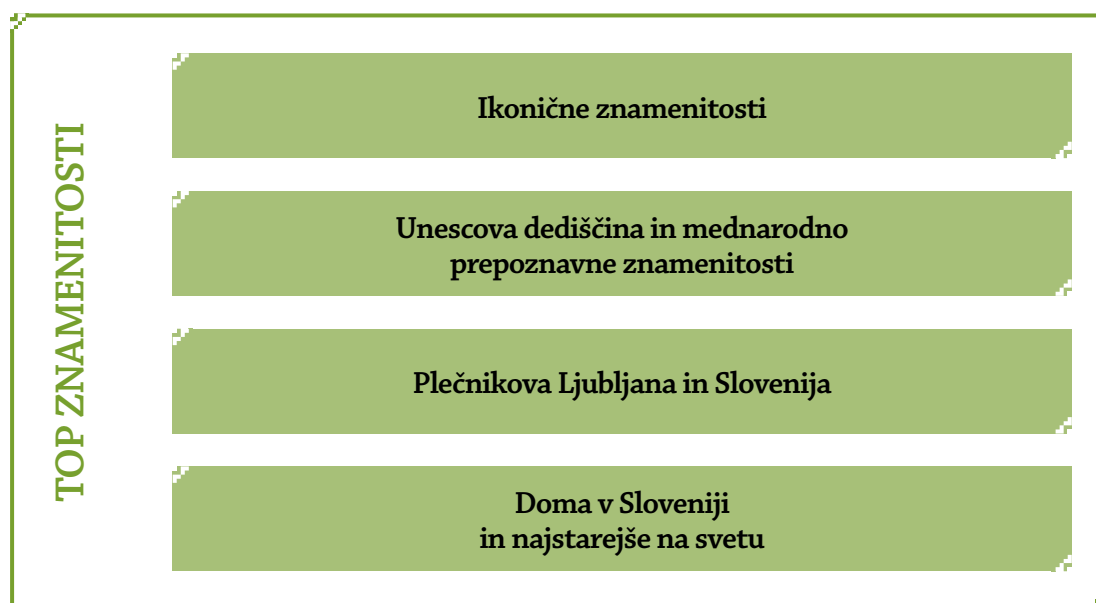 TOP ZNAMENITOSTI
Ikonične znamenitosti
Unescova dediščina in mednarodno
prepoznavne znamenitosti
Plečnikova Ljubljana in Slovenija
Doma v Sloveniji
in najstarejše na svetu